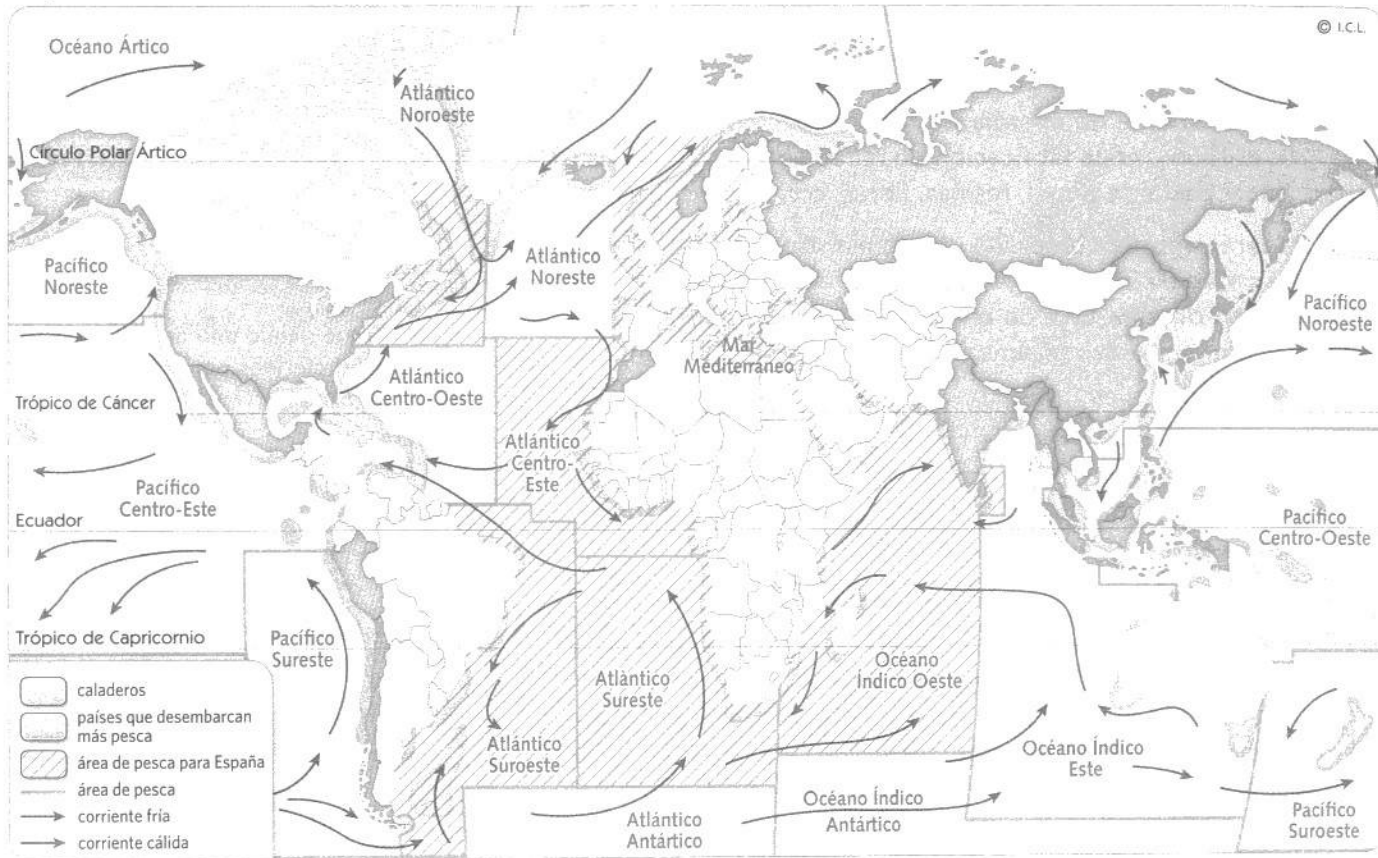 © I.C.L.
Océano Ártico
Atlántico
Noroeste
Círculo Polar Ártico
Pacífico
Noreste
Atlántico
Noreste
Pacífico
Noroeste
Mar
Mediterráneo
Atlántico
Centro-Oeste
Trópico de Cáncer
Atlántico
Centro-
Este
Pacífico
Centro-Este
Ecuador
Pacífico
Centro-Oeste
Trópico de Capricornio
Pacífico
Sureste
Océano
Índico Oeste
Atlántico
Sureste
Atlántico
Suroeste
Océano Índico
Este
Océano Índico
Antártico
Atlántico
Antártico
Pacífico
Suroeste
caladeros
países que desembarcan
más pesca
área de pesca para España
área de pesca
corriente fría
corriente cálida